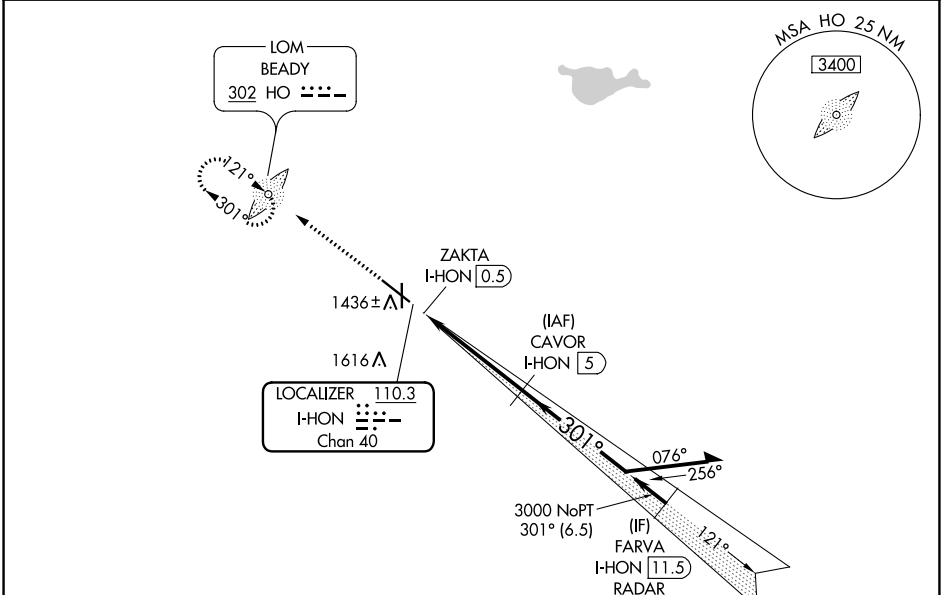 LOM
BEADY
302 HO
MSA HO 25 NM
3400
121°
301°
ZAKTA
I-HON 0.5
1436±
(IAF)
CAVOR
I-HON 5
1616
LOCALIZER 110.3
I-HON
Chan 40
301°
076°
256°
3000 NoPT
301° (6.5)
(IF)
FARVA
I-HON 11.5
RADAR
121°